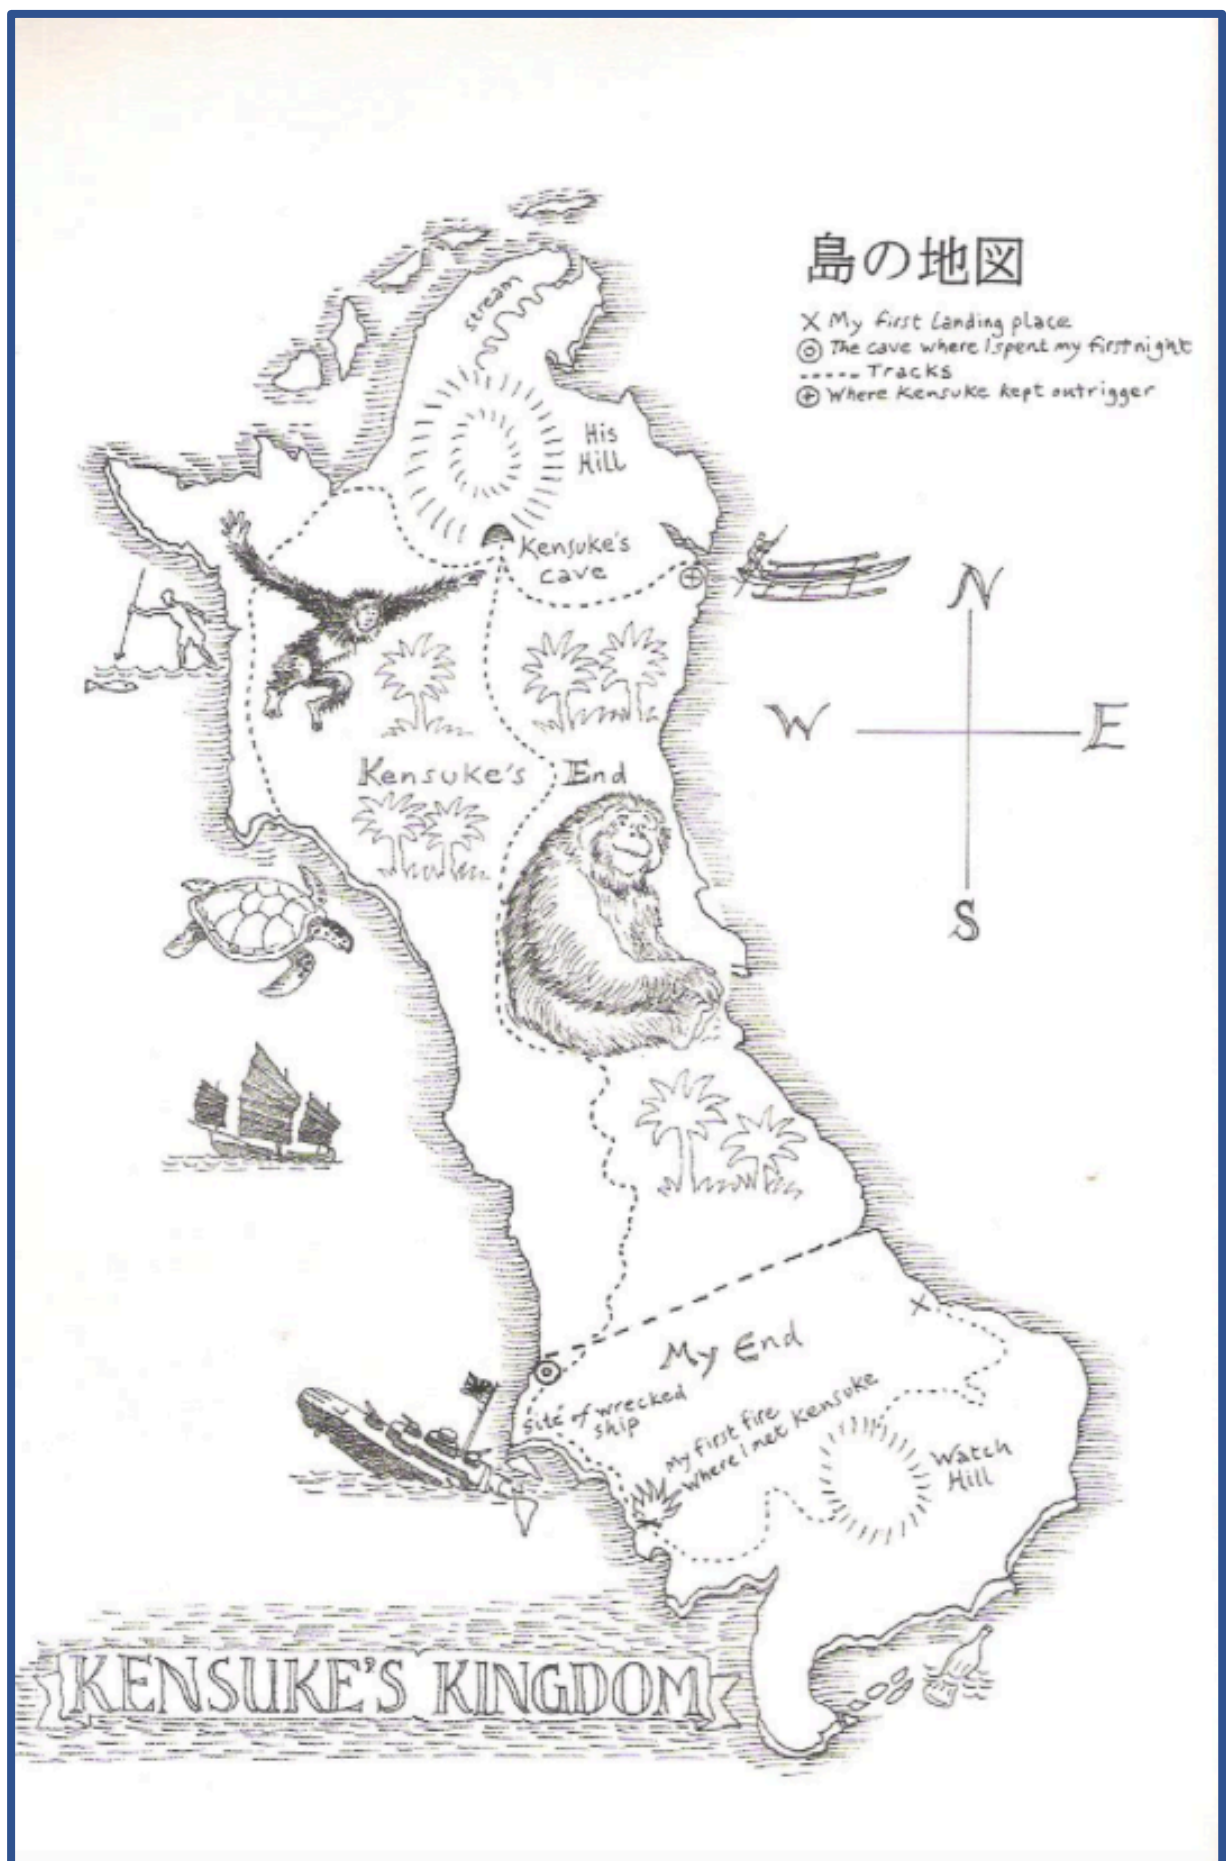 島の地図
X My first landing place
The cave where I spent my first night
----- Tracks
⊕ Where Kensuke kept outrigger
stream
His
Hill
Kensuke's
cave
N
W
E
S
Kensuke's End
My End
site of wrecked
ship
My first fire
where I met Kensuke
Watch
Hill
KENSUKE'S KINGDOM